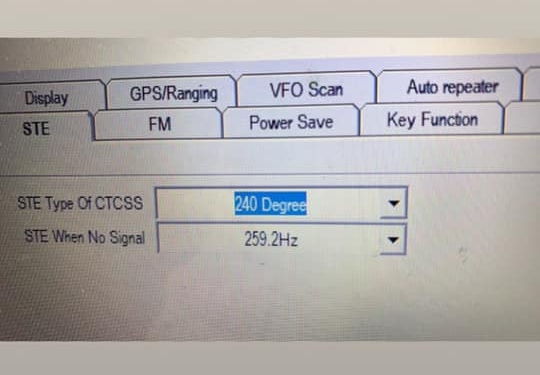 Display GPS/Ranging VFO Scan Auto repeater
STE FM Power Save Key Function
STE Type Of CTCSS 240 Degree
STE When No Signal 259.2Hz